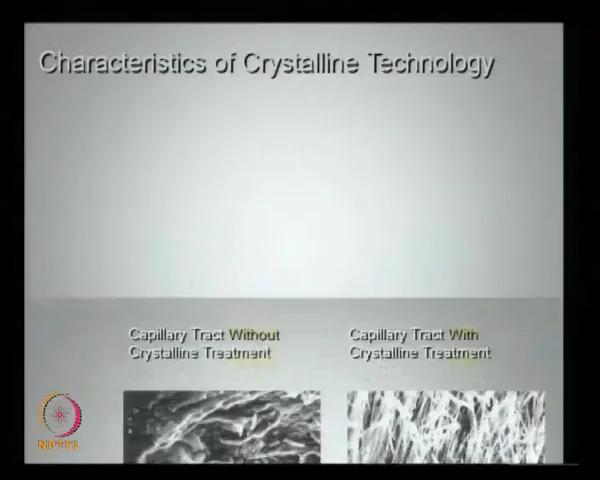 Characteristics of Crystalline Technology
Capillary Tract Without
Crystalline Treatment
Capillary Tract With
Crystalline Treatment
NPTEL